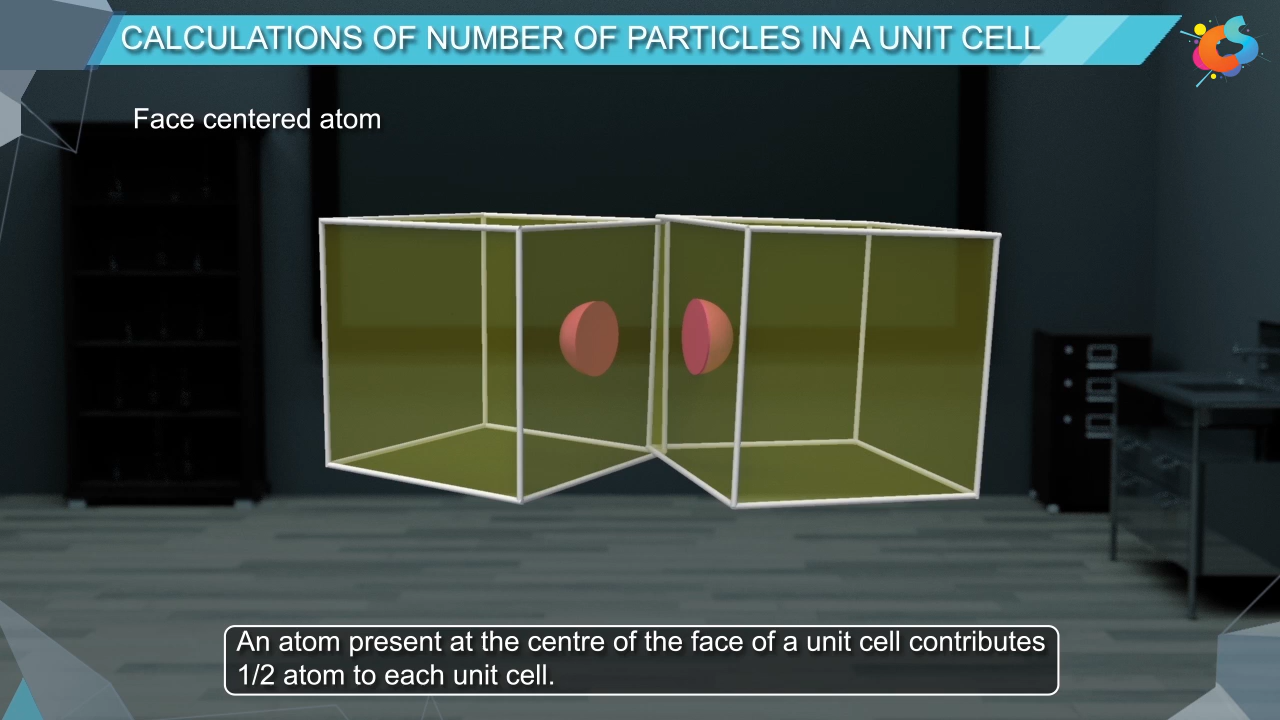 CALCULATIONS OF NUMBER OF PARTICLES IN A UNIT CELL
Face centered atom
An atom present at the centre of the face of a unit cell contributes
1/2 atom to each unit cell.